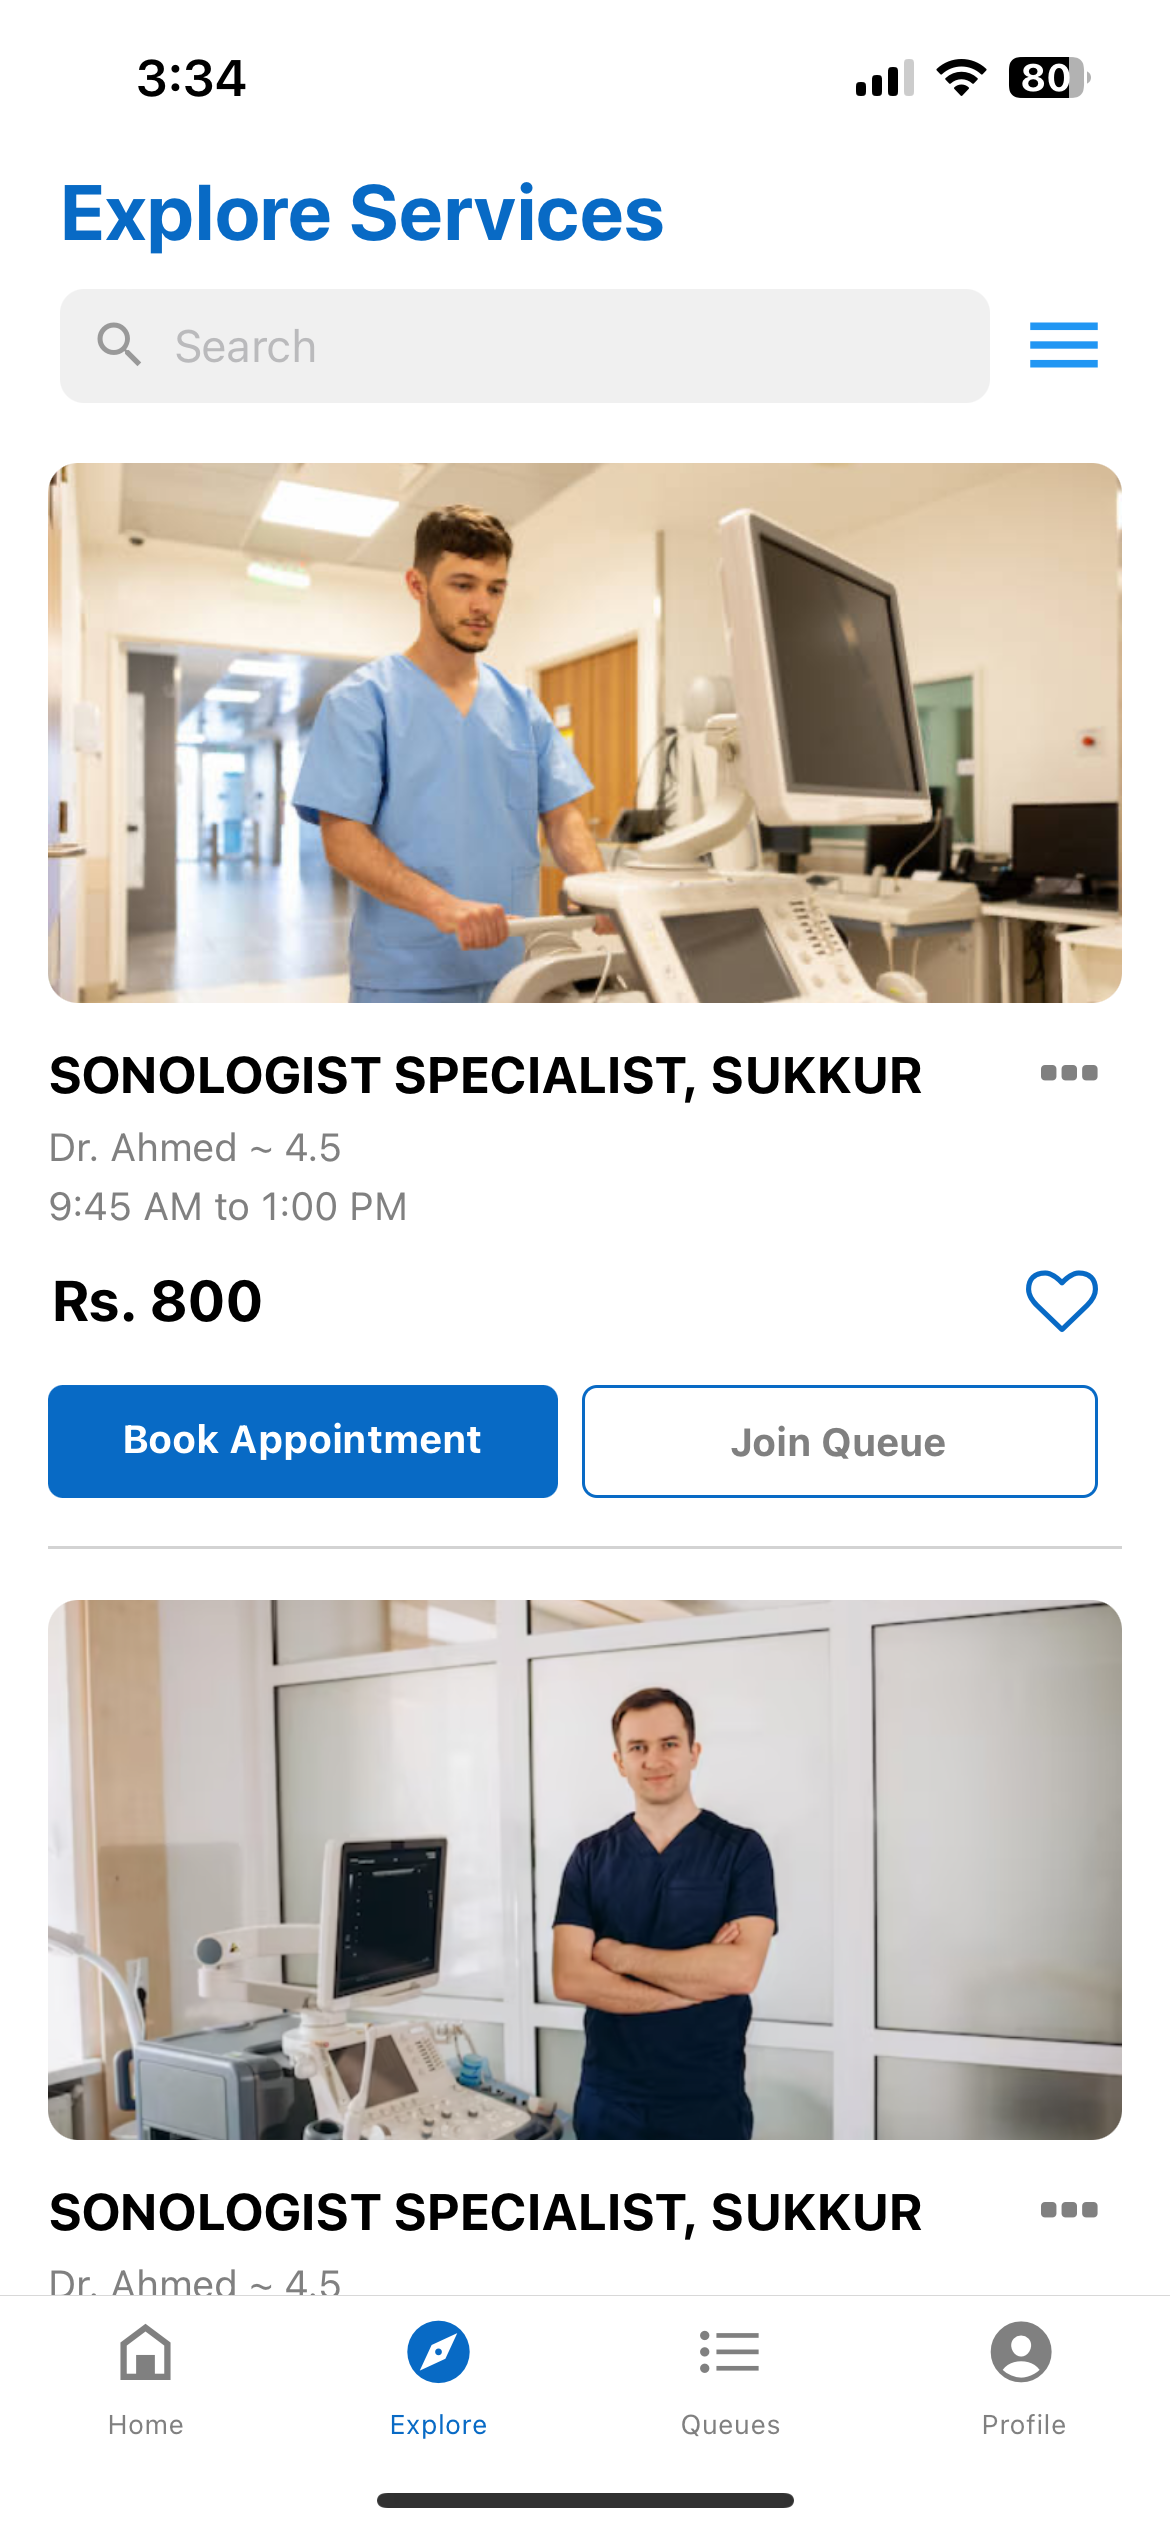 3:34
80
Explore Services
Search
SONOLOGIST SPECIALIST, SUKKUR
Dr. Ahmed ~ 4.5
9:45 AM to 1:00 PM
Rs. 800
Book Appointment
Join Queue
SONOLOGIST SPECIALIST, SUKKUR
Dr. Ahmed ~ 4.5
Home
Explore
Queues
Profile